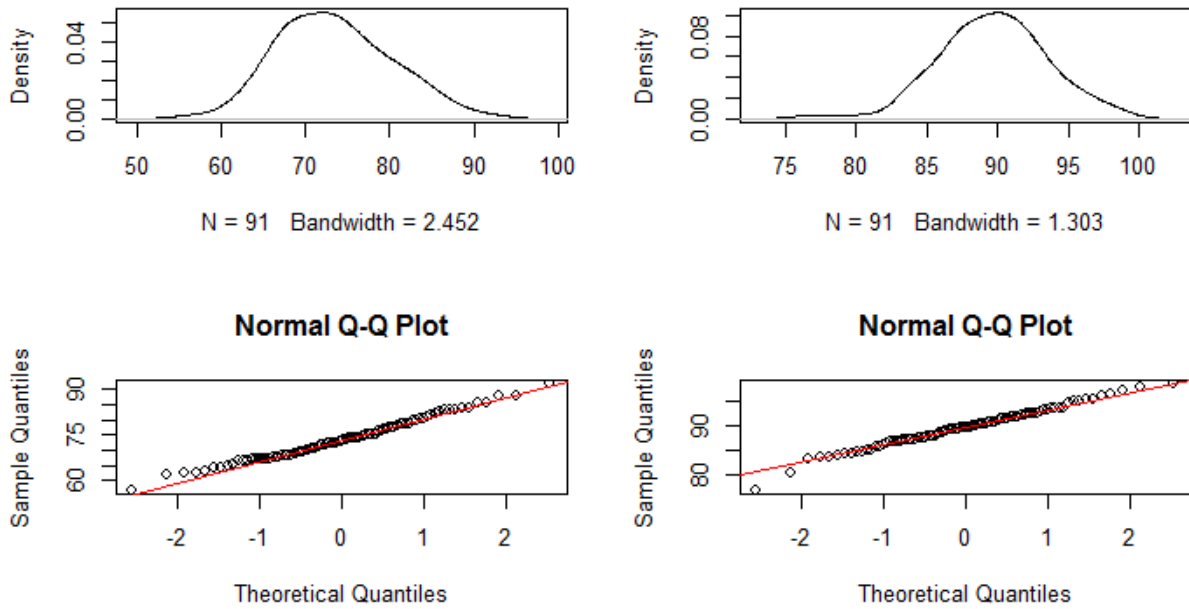 Density
0.04
0.00
50 60 70 80 90 100
N = 91 Bandwidth = 2.452
Density
0.08
0.00
75 80 85 90 95 100
N = 91 Bandwidth = 1.303
Normal Q-Q Plot
Sample Quantiles
90
75
60
-2 -1 0 1 2
Theoretical Quantiles
Normal Q-Q Plot
Sample Quantiles
90
80
-2 -1 0 1 2
Theoretical Quantiles